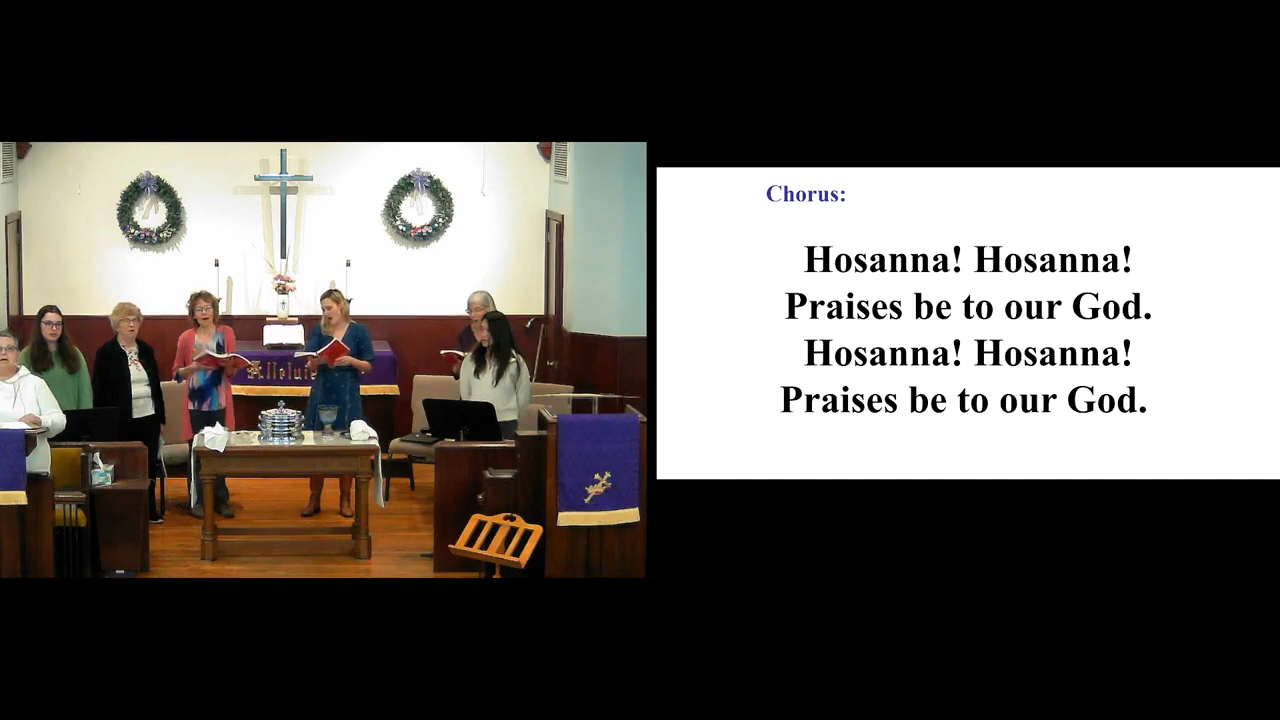 Alleluia
Chorus:
Hosanna! Hosanna!
Praises be to our God.
Hosanna! Hosanna!
Praises be to our God.